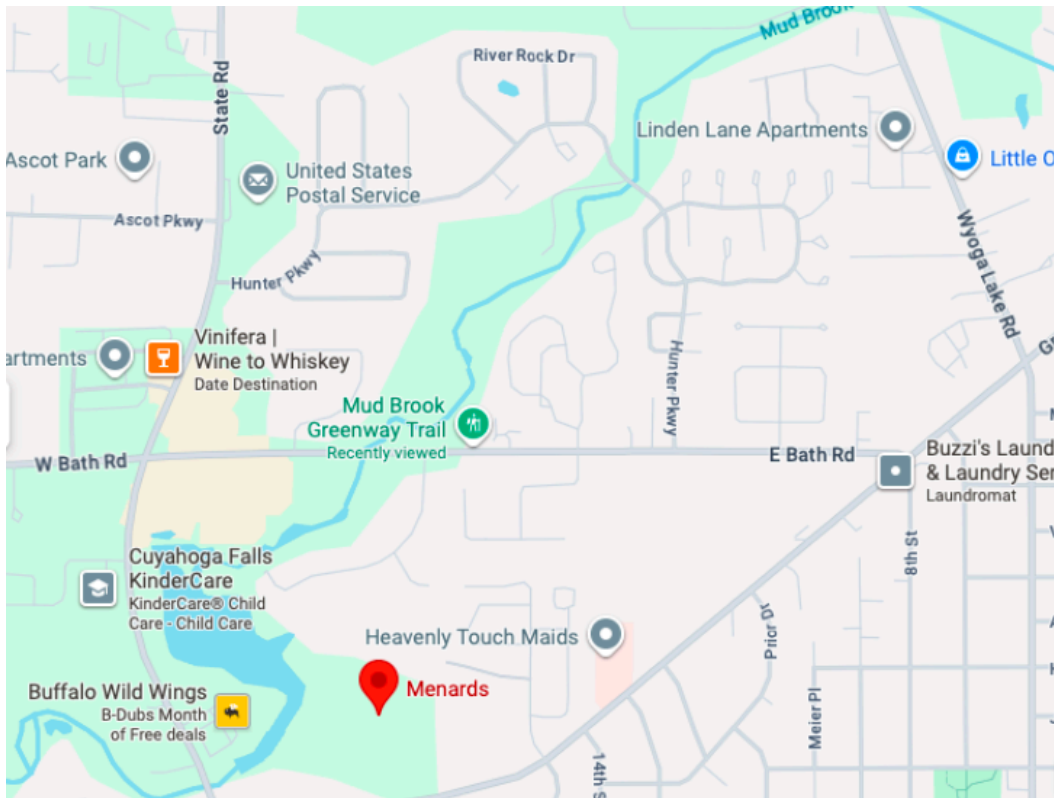 Mud Brook
River Rock Dr
State Rd
Linden Lane Apartments
Ascot Park
Little O
United States
Postal Service
Ascot Pkwy
Wyoga Lake Rd
Hunter Pkwy
Vinifera |
Wine to Whiskey
Date Destination
artments
Hunter Pkwy
Mud Brook
Greenway Trail
Recently viewed
W Bath Rd
E Bath Rd
Buzzi's Laund
& Laundry Ser
Laundromat
8th St
Cuyahoga Falls
KinderCare
KinderCare® Child
Care - Child Care
Heavenly Touch Maids
Prior Dr
Menards
Buffalo Wild Wings
B-Dubs Month
of Free deals
Meier Pl
14th S